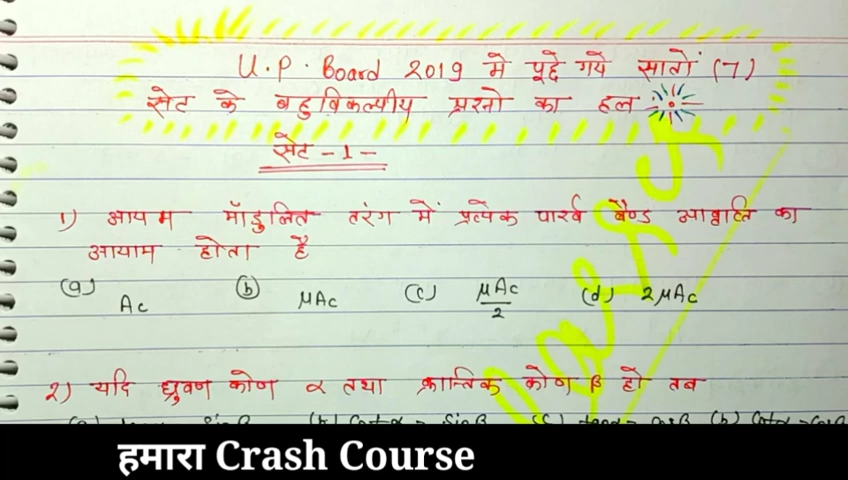 U.P. Board 2019 मे पूछे गये सातों (7)
सेट के बहुविकल्पीय प्रश्नो का हल
सेट -1-
1) आयाम मॉडुलित तरंग में प्रत्येक पार्श्व बैण्ड आवृत्ति का
आयाम होता है
(a) Ac (b) μAc (c) μAc/2 (d) 2μAc
2) यदि ध्रुवण कोण α तथा क्रान्तिक कोण β हो तब
हमारा Crash Course